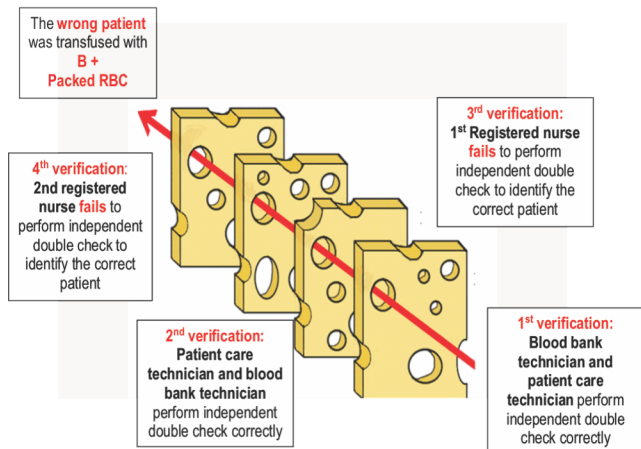 The wrong patient
was transfused with
B +
Packed RBC
3rd verification:
1st Registered nurse
fails to perform
independent double
check to identify the
correct patient
4th verification:
2nd registered
nurse fails to
perform independent
double check to
identify the correct
patient
2nd verification:
Patient care
technician and blood
bank technician
perform independent
double check correctly
1st verification:
Blood bank
technician and
patient care
technician perform
independent double
check correctly